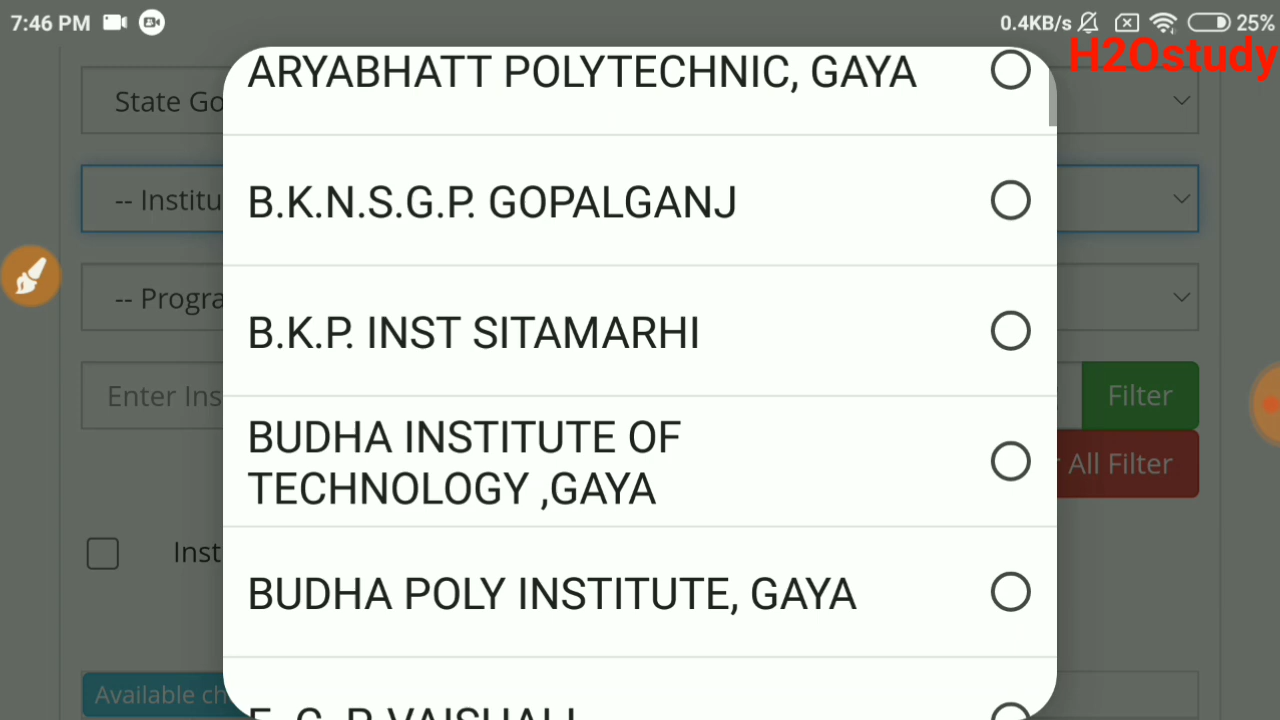 7:46 PM
0.4KB/s
25%
H2Ostudy
ARYABHATT POLYTECHNIC, GAYA
State Go
B.K.N.S.G.P. GOPALGANJ
-- Institu
B.K.P. INST SITAMARHI
-- Progra
Enter Ins
Filter
BUDHA INSTITUTE OF
TECHNOLOGY ,GAYA
All Filter
Inst
BUDHA POLY INSTITUTE, GAYA
Available ch
VAISHALI